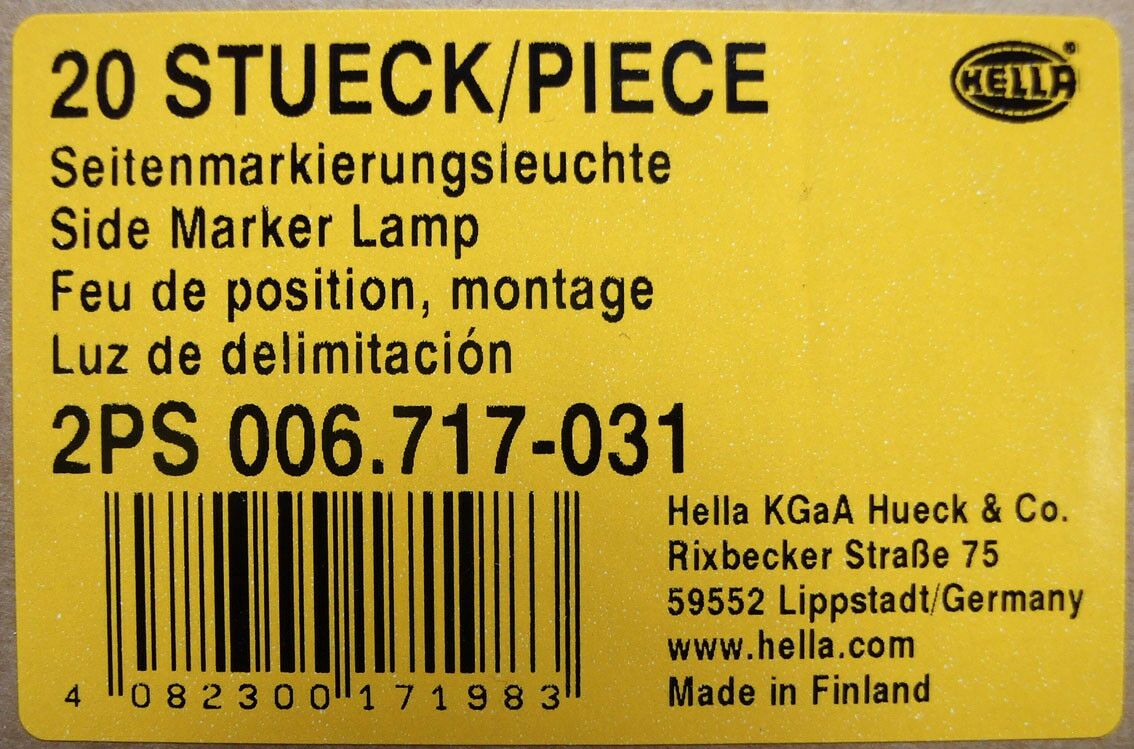 20 STUECK/PIECE
HELLA®
Seitenmarkierungsleuchte
Side Marker Lamp
Feu de position, montage
Luz de delimitación
2PS 006.717-031
Hella KGaA Hueck & Co.
Rixbecker Straße 75
59552 Lippstadt/Germany
www.hella.com
Made in Finland
4 082300 171983